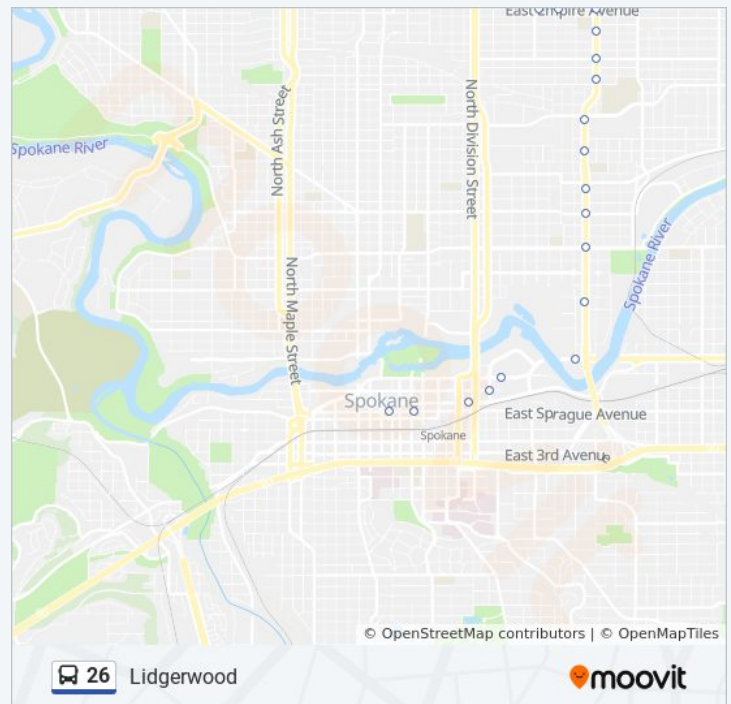 East Empire Avenue
North Ash Street
North Division Street
Spokane River
Spokane River
North Maple Street
Spokane
East Sprague Avenue
Spokane
East 3rd Avenue
© OpenStreetMap contributors | © OpenMapTiles
26 Lidgerwood
moovit